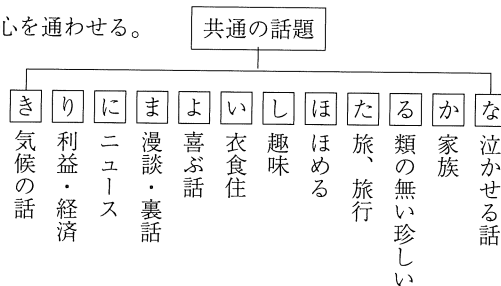 心を通わせる。
共通の話題
な 泣かせる話
か 家族
る 類の無い珍しい
た 旅、旅行
ほ ほめる
し 趣味
い 衣食住
よ 喜ぶ話
ま 漫談・裏話
に ニュース
り 利益・経済
き 気候の話